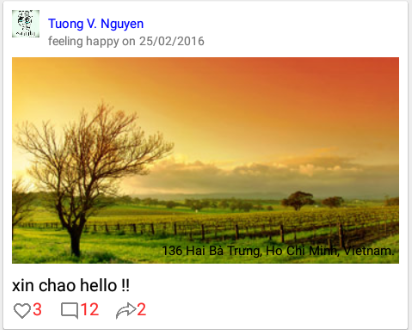 Tuong V. Nguyen
feeling happy on 25/02/2016
136 Hai Bà Trưng, Ho Chi Minh, Vietnam.
xin chao hello !!
3 12 2